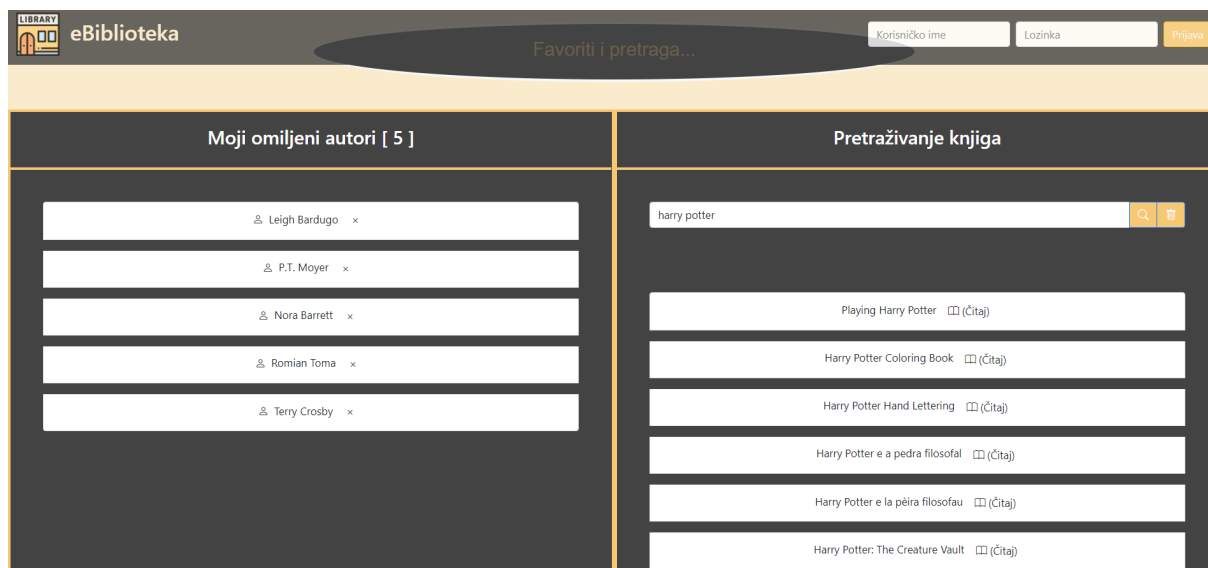 LIBRARY
eBiblioteka
Favoriti i pretraga...
Korisničko ime
Lozinka
Prijava
Moji omiljeni autori [ 5 ]
Leigh Bardugo ×
P.T. Moyer ×
Nora Barrett ×
Romian Toma ×
Terry Crosby ×
Pretraživanje knjiga
harry potter
Playing Harry Potter (Čitaj)
Harry Potter Coloring Book (Čitaj)
Harry Potter Hand Lettering (Čitaj)
Harry Potter e a pedra filosofal (Čitaj)
Harry Potter e la pèira filosofau (Čitaj)
Harry Potter: The Creature Vault (Čitaj)